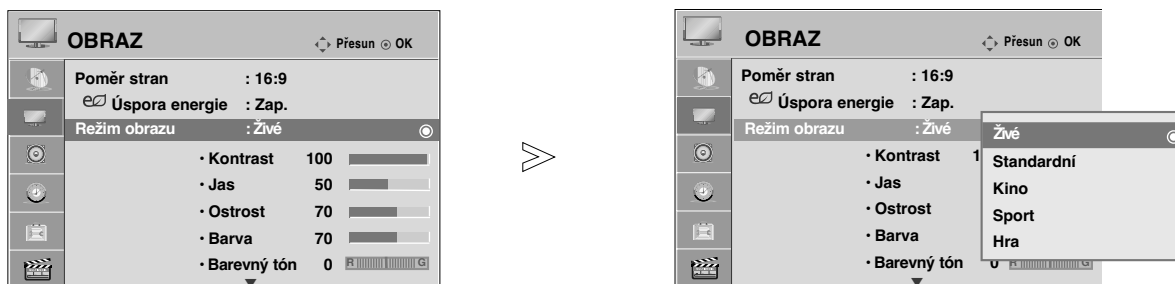 OBRAZ Přesun OK
Poměr stran : 16:9
Úspora energie : Zap.
Režim obrazu : Živé
• Kontrast 100
• Jas 50
• Ostrost 70
• Barva 70
• Barevný tón 0 R G
OBRAZ Přesun OK
Poměr stran : 16:9
Úspora energie : Zap.
Režim obrazu : Živé
• Kontrast 1
• Jas
• Ostrost
• Barva
• Barevný tón 0 R G
Živé
Standardní
Kino
Sport
Hra